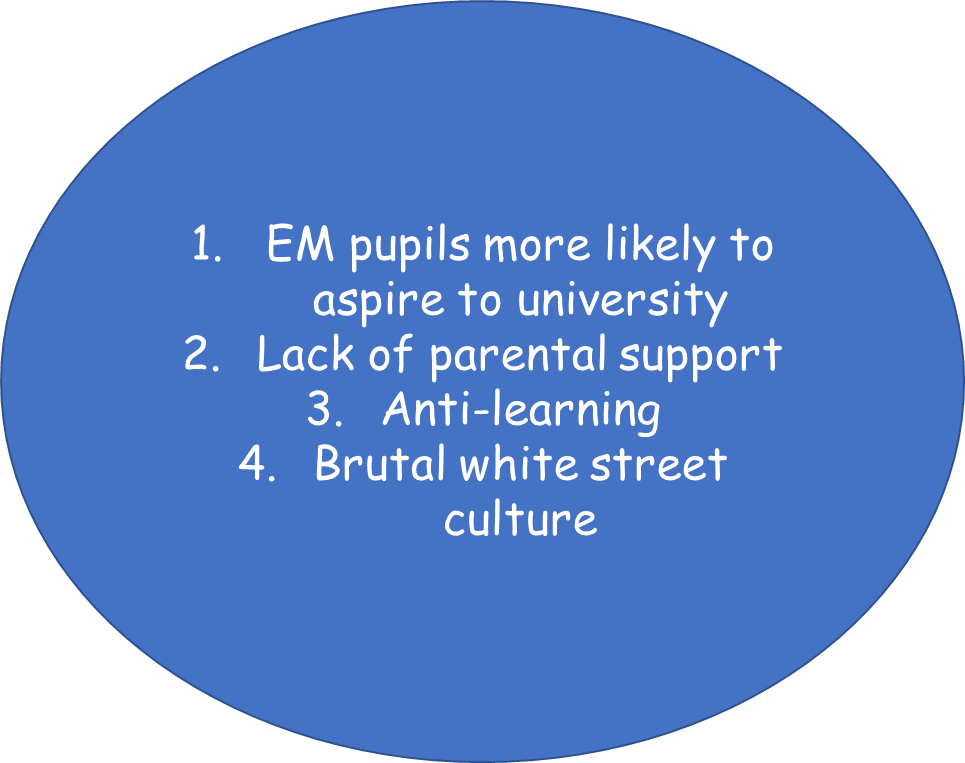 1. EM pupils more likely to
aspire to university
2. Lack of parental support
3. Anti-learning
4. Brutal white street
culture